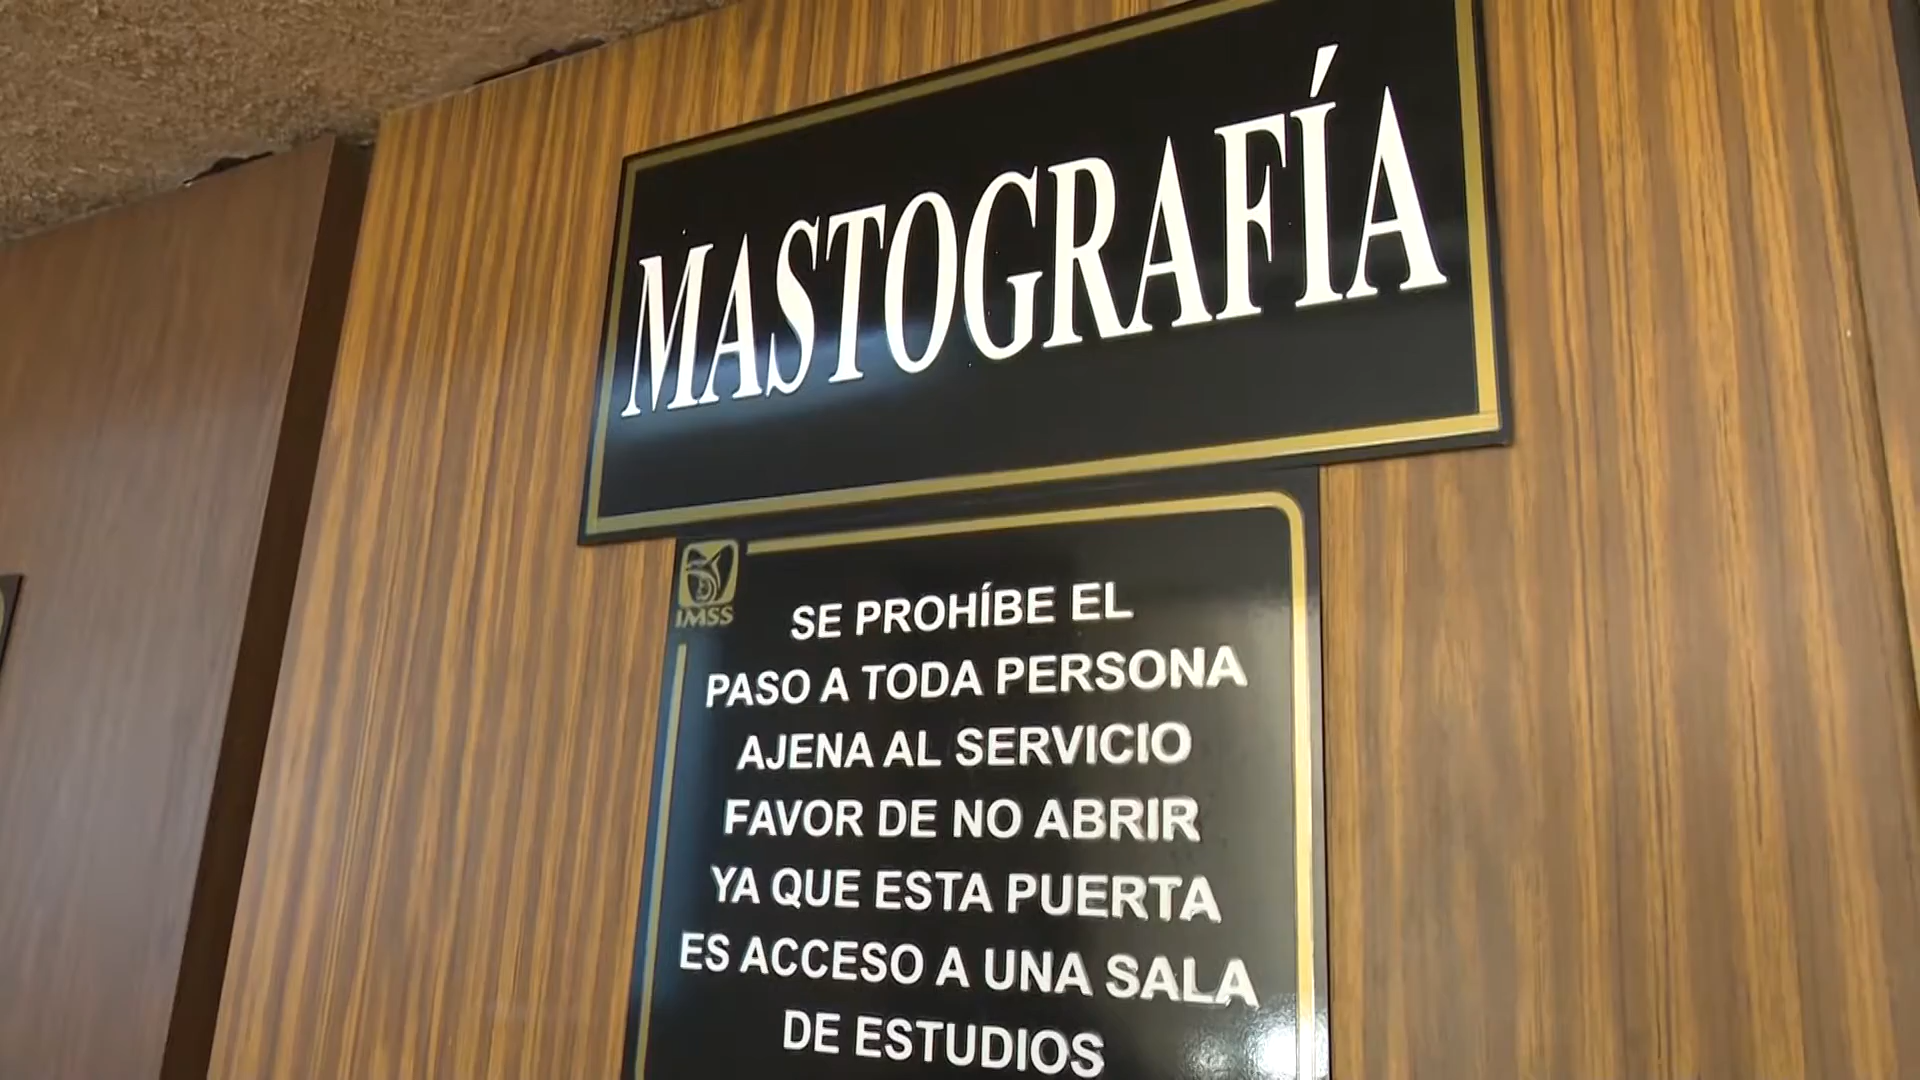 MASTOGRAFÍA
IMSS
SE PROHÍBE EL
PASO A TODA PERSONA
AJENA AL SERVICIO
FAVOR DE NO ABRIR
YA QUE ESTA PUERTA
ES ACCESO A UNA SALA
DE ESTUDIOS